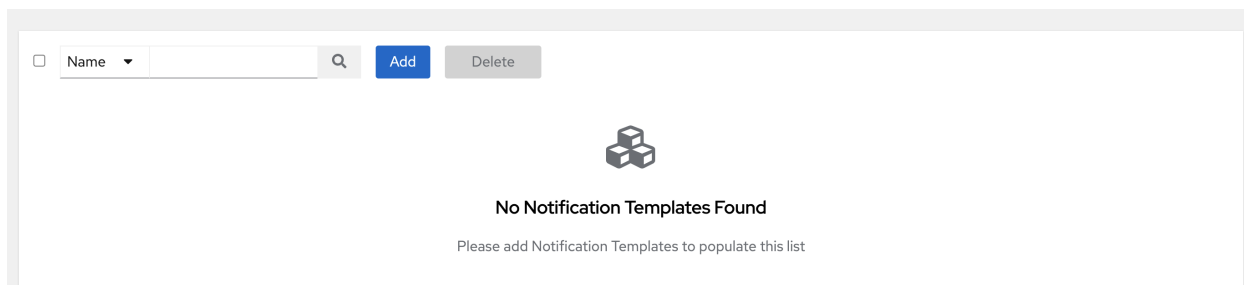 Name Add Delete
No Notification Templates Found
Please add Notification Templates to populate this list